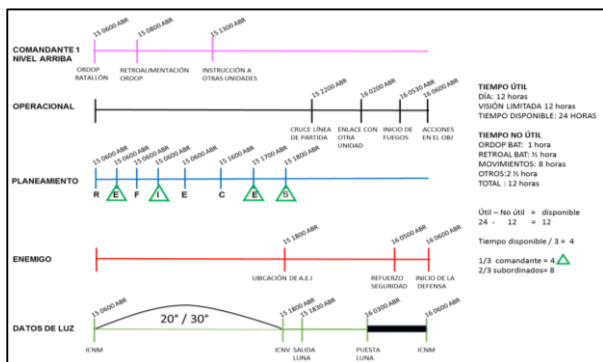 15 0600 ABR
15 0800 ABR
15 1300 ABR
COMANDANTE 1
NIVEL ARRIBA
ORDOP
BATALLÓN
RETROALIMENTACIÓN
ORDOP
INSTRUCCIÓN A
OTRAS UNIDADES
15 2200 ABR
16 0200 ABR
16 0530 ABR
16 0600 ABR
OPERACIONAL
CRUCE LÍNEA
DE PARTIDA
ENLACE CON
OTRA
UNIDAD
INICIO DE
FUEGOS
ACCIONES
EN EL OBJ
15 0600 ABR
15 0600 ABR
15 0600 ABR
15 0600 ABR
15 1600 ABR
15 1700 ABR
15 1800 ABR
PLANEAMIENTO
R E F I E C E S
15 1800 ABR
16 0500 ABR
16 0600 ABR
ENEMIGO
UBICACIÓN DE A.E.I
REFUERZO
SEGURIDAD
INICIO DE LA
DEFENSA
15 0600 ABR
20° / 30°
15 1800 ABR
15 1830 ABR
16 0300 ABR
16 0600 ABR
DATOS DE LUZ
ICNM
ICNV
SALIDA
LUNA
PUESTA
LUNA
ICNM
TIEMPO ÚTIL
DÍA: 12 horas
VISIÓN LIMITADA 12 horas
TIEMPO DISPONIBLE: 24 HORAS
TIEMPO NO ÚTIL
ORDOP BAT: 1 hora
RETROAL BAT: ½ hora
MOVIMIENTOS: 8 horas
OTROS: 2 ½ hora
TOTAL : 12 horas
Útil – No útil = disponible
24 - 12 = 12
Tiempo disponible / 3 = 4
1/3 comandante = 4
2/3 subordinados= 8